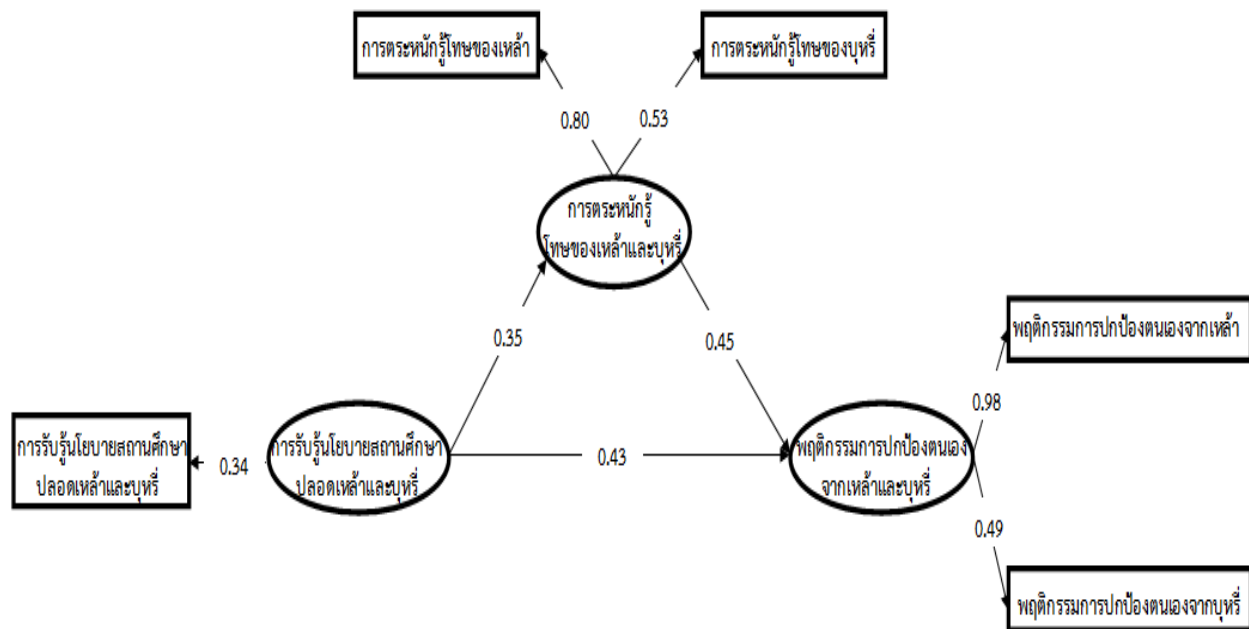 การตระหนักรู้โทษของเหล้า
การตระหนักรู้โทษของบุหรี่
0.80
0.53
การตระหนักรู้
โทษของเหล้าและบุหรี่
0.35
0.45
พฤติกรรมการปกป้องตนเองจากเหล้า
0.98
การรับรู้นโยบายสถานศึกษา
ปลอดเหล้าและบุหรี่
0.34
การรับรู้นโยบายสถานศึกษา
ปลอดเหล้าและบุหรี่
0.43
พฤติกรรมการปกป้องตนเอง
จากเหล้าและบุหรี่
0.49
พฤติกรรมการปกป้องตนเองจากบุหรี่